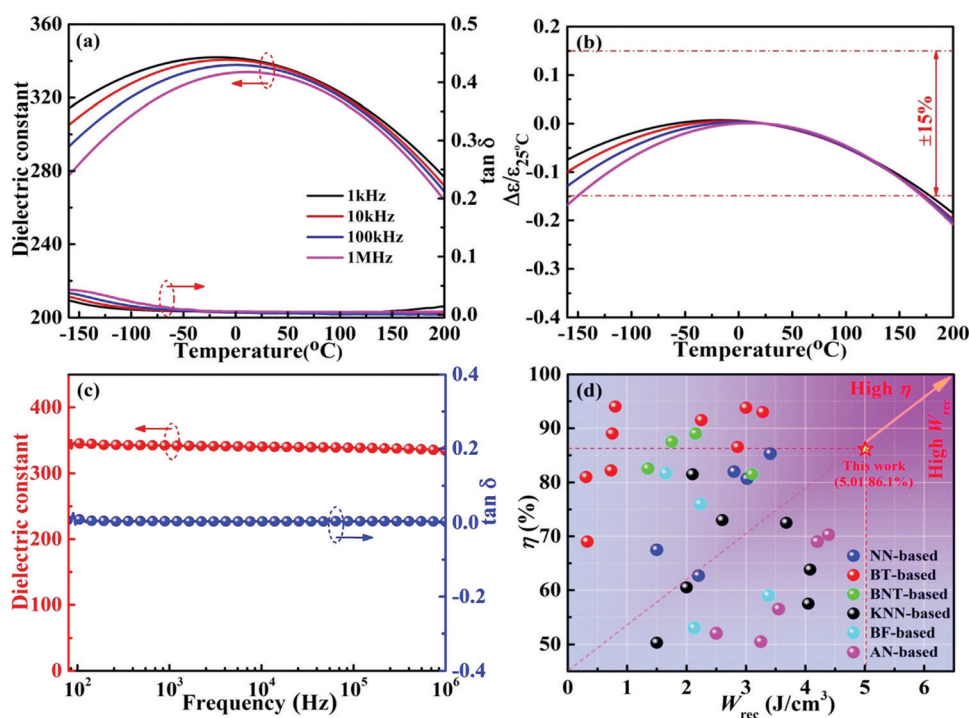 (a)
360
320
280
240
200
0.5
0.4
0.3
0.2
0.1
0.0
Dielectric constant
tan δ
1kHz
10kHz
100kHz
1MHz
-150 -100 -50 0 50 100 150 200
Temperature(°C)
(b)
0.2
0.1
0.0
-0.1
-0.2
-0.3
-0.4
Δε/ε25°C
±15%
-150 -100 -50 0 50 100 150 200
Temperature(°C)
(c)
400
300
200
100
0
0.4
0.2
0.0
-0.2
-0.4
Dielectric constant
tan δ
10² 10³ 10⁴ 10⁵ 10⁶
Frequency (Hz)
(d)
100
90
80
70
60
50
η (%)
High η
High Wrec
This work
(5.01,86.1%)
NN-based
BT-based
BNT-based
KNN-based
BF-based
AN-based
0 1 2 3 4 5 6
Wrec (J/cm³)